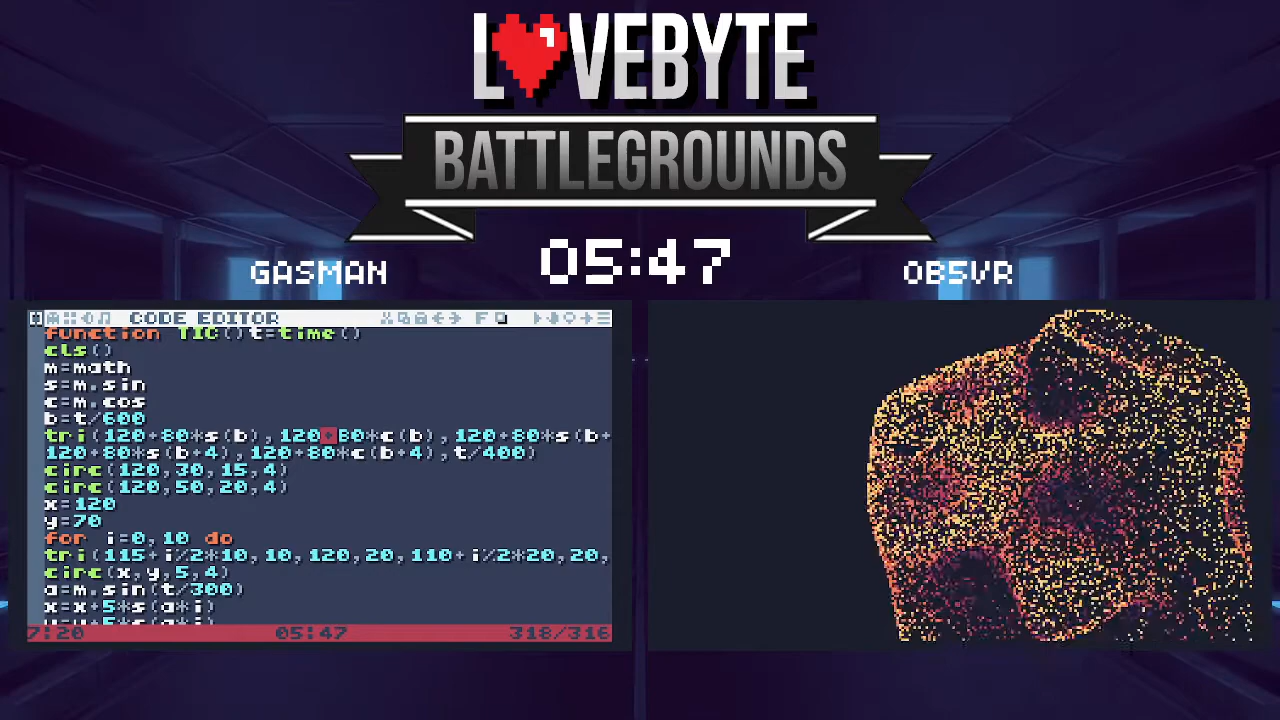 LOVEBYTE
BATTLEGROUNDS
05:47
GASMAN
OB5VR
CODE EDITOR
function TIC()t=time()
cls()
m=math
s=m.sin
c=m.cos
b=t/600
tri(120+80*s(b),120+80*c(b),120+80*s(b+
120+80*s(b+4),120+80*c(b+4),t/400)
circ(120,30,15,4)
circ(120,50,20,4)
x=120
y=70
for i=0,10 do
tri(115+i%2*10,10,120,20,110+i%2*20,20,
circ(x,y,5,4)
a=m.sin(t/300)
x=x+5*s(a*i)
7:20 05:47 318/316